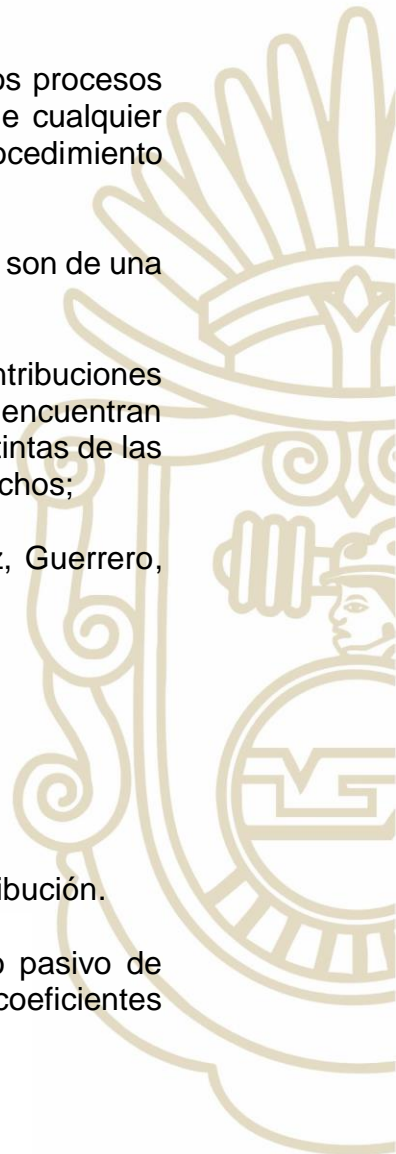 os procesos
e cualquier
ocedimiento
son de una
ntribuciones
encuentran
tintas de las
chos;
z, Guerrero,
ibución.
o pasivo de
coeficientes